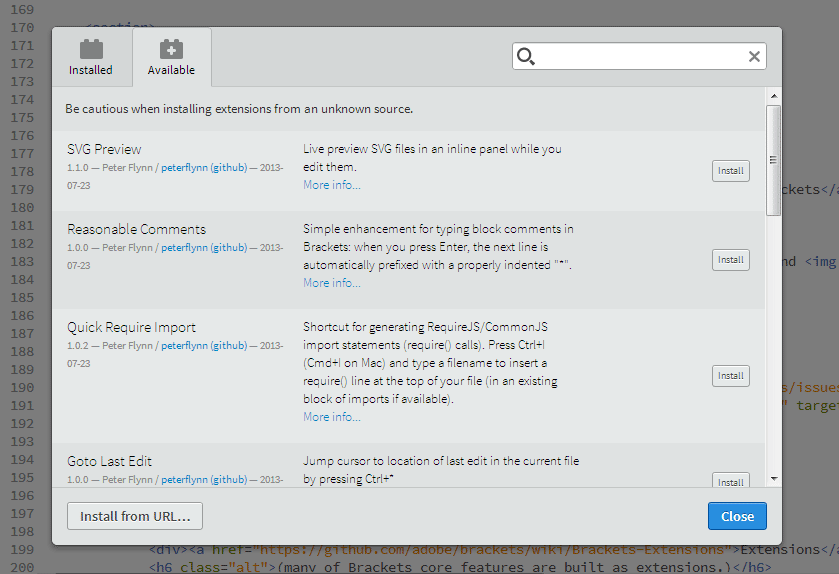 169
170 <section>
171
172
173
174
175
176
177
178
179 ckets</a
180
181
182
183 nd <img
184
185
186
187
188
189
190 s/issues
191 " target
192
193
194
195
196
197
198
199 <div><a href="https://github.com/adobe/brackets/wiki/Brackets-Extensions">Extensions</a
200 <h6 class="alt">(many of Brackets core features are built as extensions.)</h6>
Installed
Available
Be cautious when installing extensions from an unknown source.
SVG Preview
1.1.0 — Peter Flynn / peterflynn (github) — 2013-
07-23
Live preview SVG files in an inline panel while you
edit them.
More info...
Install
Reasonable Comments
1.0.0 — Peter Flynn / peterflynn (github) — 2013-
07-23
Simple enhancement for typing block comments in
Brackets: when you press Enter, the next line is
automatically prefixed with a properly indented "*".
More info...
Install
Quick Require Import
1.0.2 — Peter Flynn / peterflynn (github) — 2013-
07-23
Shortcut for generating RequireJS/CommonJS
import statements (require() calls). Press Ctrl+I
(Cmd+I on Mac) and type a filename to insert a
require() line at the top of your file (in an existing
block of imports if available).
More info...
Install
Goto Last Edit
1.0.0 — Peter Flynn / peterflynn (github) — 2013-
Jump cursor to location of last edit in the current file
by pressing Ctrl+*
Install
Install from URL...
Close